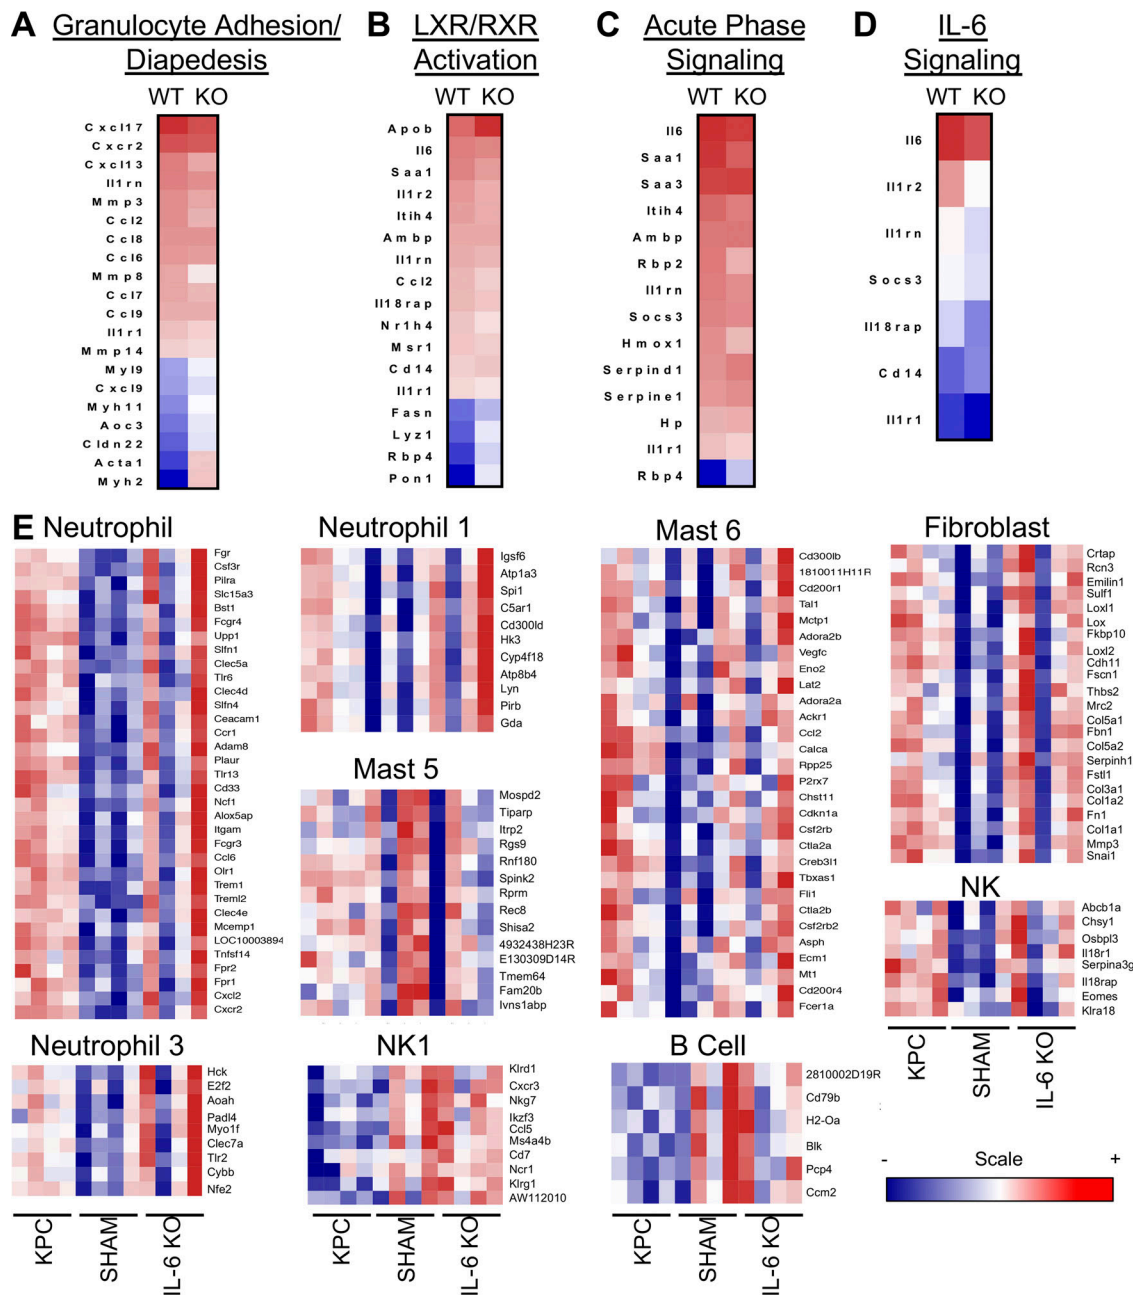 A Granulocyte Adhesion/
Diapedesis
WT KO
Cxcl17
Cxcr2
Cxcl13
Il1rn
Mmp3
Ccl2
Ccl8
Ccl6
Mmp8
Ccl7
Ccl9
Il1r1
Mmp14
Myl9
Cxcl9
Myh11
Aoc3
Cldn22
Acta1
Myh2
B LXR/RXR
Activation
WT KO
Apob
Il6
Saa1
Il1r2
Itih4
Ambp
Il1rn
Ccl2
Il18rap
Nr1h4
Msr1
Cd14
Il1r1
Fasn
Lyz1
Rbp4
Pon1
C Acute Phase
Signaling
WT KO
Il6
Saa1
Saa3
Itih4
Ambp
Rbp2
Il1rn
Socs3
Hmox1
Serpind1
Serpine1
Hp
Il1r1
Rbp4
D IL-6
Signaling
WT KO
Il6
Il1r2
Il1rn
Socs3
Il18rap
Cd14
Il1r1
E Neutrophil
Fgr
Csf3r
Pilra
Slc15a3
Bst1
Fcgr4
Upp1
Slfn1
Clec5a
Tlr6
Clec4d
Slfn4
Ceacam1
Ccr1
Adam8
Plaur
Tlr13
Cd33
Ncf1
Alox5ap
Itgam
Fcgr3
Ccl6
Olr1
Trem1
Treml2
Clec4e
Mcemp1
LOC10003894
Tnfsf14
Fpr2
Fpr1
Cxcl2
Cxcr2
Neutrophil 1
Igsf6
Atp1a3
Spi1
C5ar1
Cd300ld
Hk3
Cyp4f18
Atp8b4
Lyn
Pirb
Gda
Mast 5
Mospd2
Tiparp
Itrp2
Rgs9
Rnf180
Spink2
Rprm
Rec8
Shisa2
4932438H23R
E130309D14R
Tmem64
Fam20b
Ivns1abp
Mast 6
Cd300lb
1810011H11R
Cd200r1
Tal1
Mctp1
Adora2b
Vegfc
Eno2
Lat2
Adora2a
Ackr1
Ccl2
Calca
Rpp25
P2rx7
Chst11
Cdkn1a
Csf2rb
Ctla2a
Creb3l1
Tbxas1
Fli1
Ctla2b
Csf2rb2
Asph
Ecm1
Mt1
Cd200r4
Fcer1a
Fibroblast
Crtap
Rcn3
Emilin1
Sulf1
Loxl1
Lox
Fkbp10
Loxl2
Cdh11
Fscn1
Thbs2
Mrc2
Col5a1
Fbn1
Col5a2
Serpinh1
Fstl1
Col3a1
Col1a2
Fn1
Col1a1
Mmp3
Snai1
NK
Abcb1a
Chsy1
Osbpl3
Il18r1
Serpina3g
Il18rap
Eomes
Klra18
KPC
SHAM
IL-6 KO
Neutrophil 3
Hck
E2f2
Aoah
Padl4
Myo1f
Clec7a
Tlr2
Cybb
Nfe2
KPC
SHAM
IL-6 KO
NK1
Klrd1
Cxcr3
Nkg7
Ikzf3
Ccl5
Ms4a4b
Cd7
Ncr1
Klrg1
AW112010
KPC
SHAM
IL-6 KO
B Cell
2810002D19R
Cd79b
H2-Oa
Blk
Pcp4
Ccm2
KPC
SHAM
IL-6 KO
- Scale +